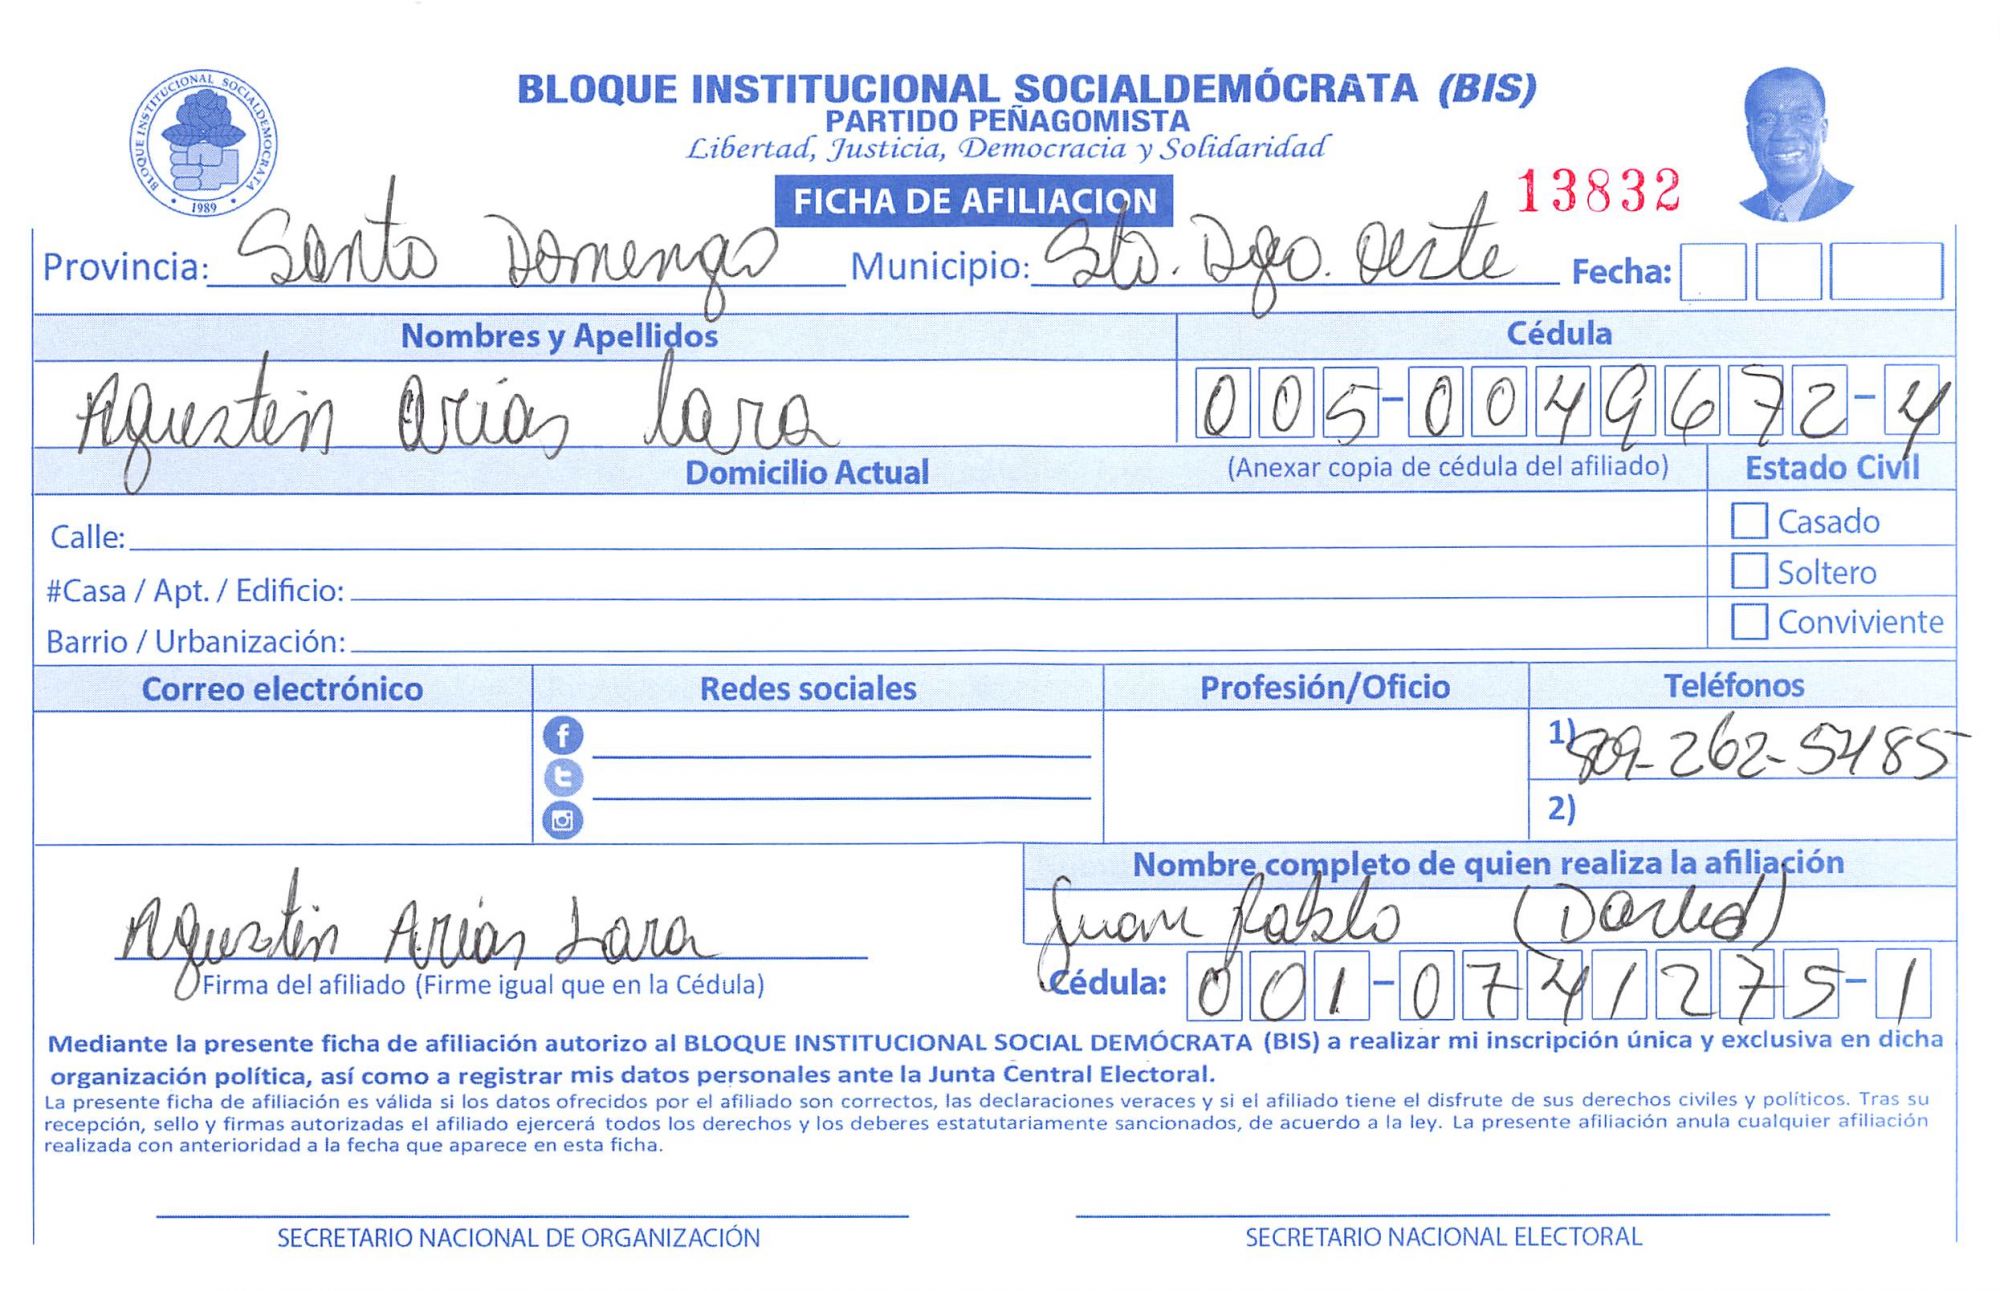 BLOQUE INSTITUCIONAL SOCIALDEMOCRATA
1989
BLOQUE INSTITUCIONAL SOCIALDEMÓCRATA (BIS)
PARTIDO PEÑAGOMISTA
Libertad, Justicia, Democracia y Solidaridad
FICHA DE AFILIACION
13832
Provincia: Santo Domengo Municipio: Sto. Dgo. Oeste Fecha:
Nombres y Apellidos Cédula
Agustin Arias Lara 005-0049672-4
Domicilio Actual (Anexar copia de cédula del afiliado) Estado Civil
Calle: Casado
#Casa / Apt. / Edificio: Soltero
Barrio / Urbanización: Conviviente
Correo electrónico Redes sociales Profesión/Oficio Teléfonos
1) 809-262-5485
2)
Nombre completo de quien realiza la afiliación
Agustin Arias Lara Juan Pablo
Firma del afiliado (Firme igual que en la Cédula) Cédula: 001-0741275-1
Mediante la presente ficha de afiliación autorizo al BLOQUE INSTITUCIONAL SOCIAL DEMÓCRATA (BIS) a realizar mi inscripción única y exclusiva en dicha
organización política, así como a registrar mis datos personales ante la Junta Central Electoral.
La presente ficha de afiliación es válida si los datos ofrecidos por el afiliado son correctos, las declaraciones veraces y si el afiliado tiene el disfrute de sus derechos civiles y políticos. Tras su
recepción, sello y firmas autorizadas el afiliado ejercerá todos los derechos y los deberes estatutariamente sancionados, de acuerdo a la ley. La presente afiliación anula cualquier afiliación
realizada con anterioridad a la fecha que aparece en esta ficha.
SECRETARIO NACIONAL DE ORGANIZACIÓN SECRETARIO NACIONAL ELECTORAL